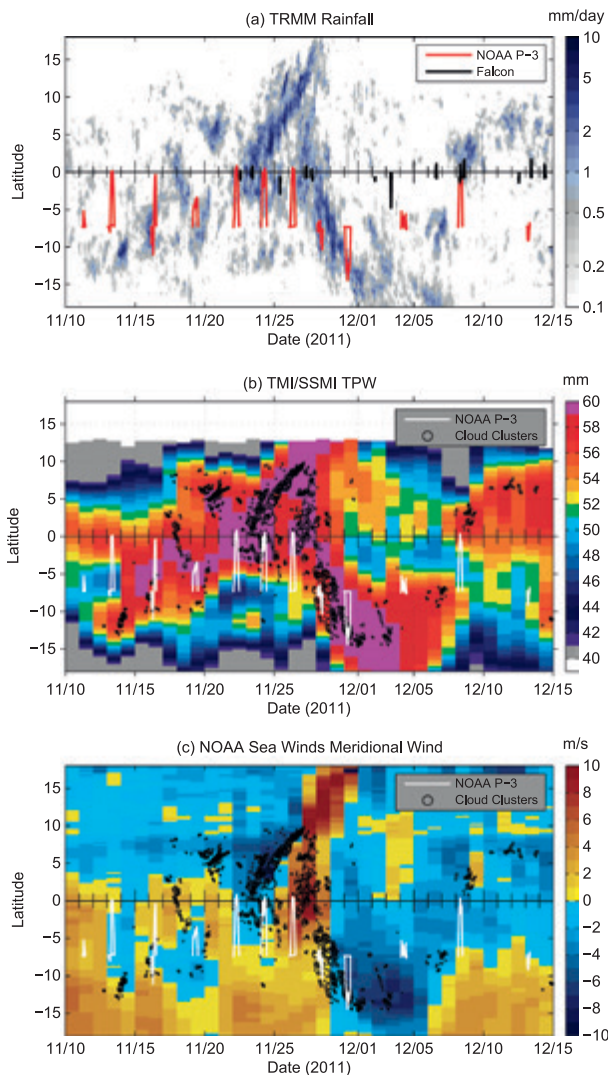 (a) TRMM Rainfall
mm/day
NOAA P−3
Falcon
15
10
5
0
−5
−10
−15
Latitude
11/10 11/15 11/20 11/25 12/01 12/05 12/10 12/15
Date (2011)
10
5
2
1
0.5
0.2
0.1
(b) TMI/SSMI TPW
mm
NOAA P−3
Cloud Clusters
15
10
5
0
−5
−10
−15
Latitude
11/10 11/15 11/20 11/25 12/01 12/05 12/10 12/15
Date (2011)
60
58
56
54
52
50
48
46
44
42
40
40
(c) NOAA Sea Winds Meridional Wind
m/s
NOAA P−3
Cloud Clusters
15
10
5
0
−5
−10
−15
Latitude
11/10 11/15 11/20 11/25 12/01 12/05 12/10 12/15
Date (2011)
10
8
6
4
2
0
−2
−4
−6
−8
−10